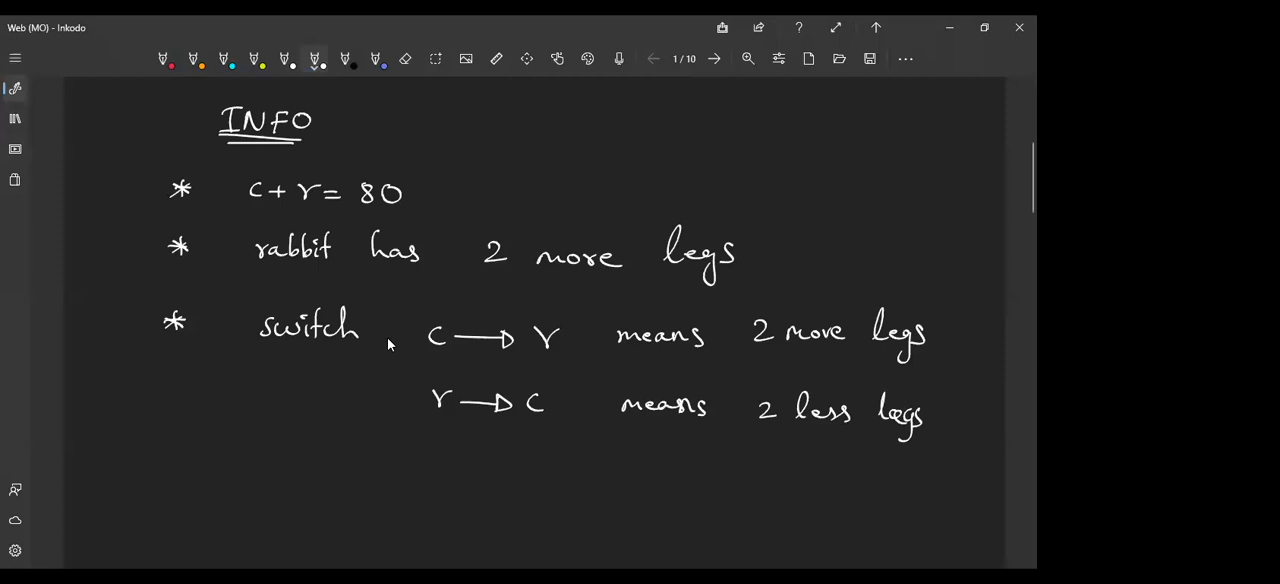 Web (MO) - Inkodo
1 / 10
INFO
* c + r = 80
* rabbit has 2 more legs
* switch c → r means 2 more legs
r → c means 2 less legs